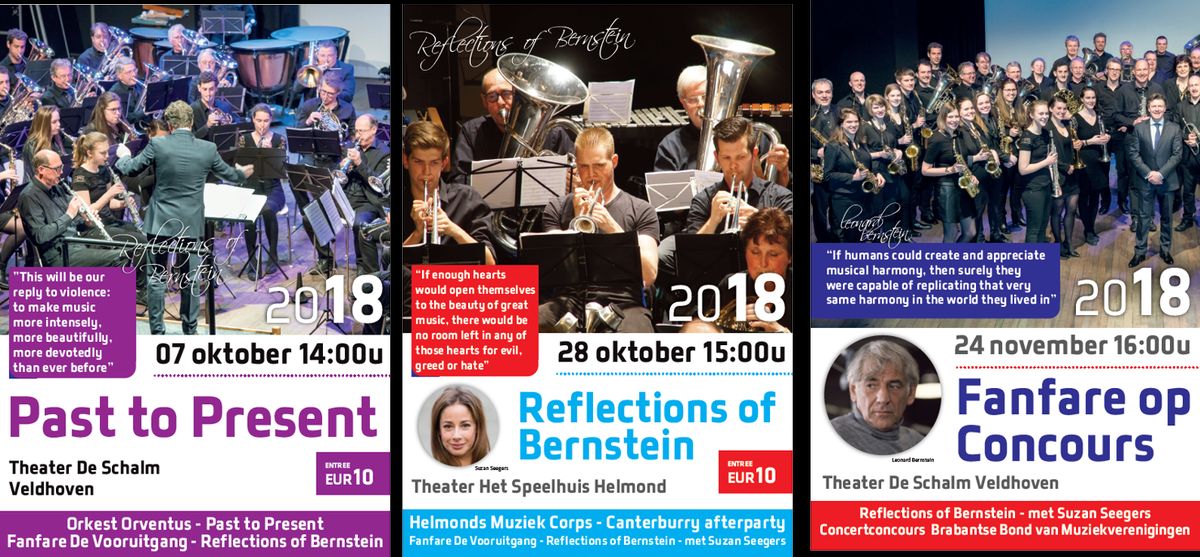 Reflections of
Bernstein
"This will be our
reply to violence:
to make music
more intensely,
more beautifully,
more devotedly
than ever before"
2018
07 oktober 14:00u
Past to Present
Theater De Schalm
Veldhoven
ENTREE
EUR10
Orkest Orventus - Past to Present
Fanfare De Vooruitgang - Reflections of Bernstein
Reflections of Bernstein
"If enough hearts
would open themselves
to the beauty of great
music, there would be
no room left in any of
those hearts for evil,
greed or hate"
2018
28 oktober 15:00u
Reflections of
Bernstein
Suzan Seegers
ENTREE
EUR10
Theater Het Speelhuis Helmond
Helmonds Muziek Corps - Canterburry afterparty
Fanfare De Vooruitgang - Reflections of Bernstein - met Suzan Seegers
leonard
bernstein
"If humans could create and appreciate
musical harmony, then surely they
were capable of replicating that very
same harmony in the world they lived in"
2018
24 november 16:00u
Fanfare op
Concours
Leonard Bernstein
Theater De Schalm Veldhoven
Reflections of Bernstein - met Suzan Seegers
Concertconcours Brabantse Bond van Muziekverenigingen